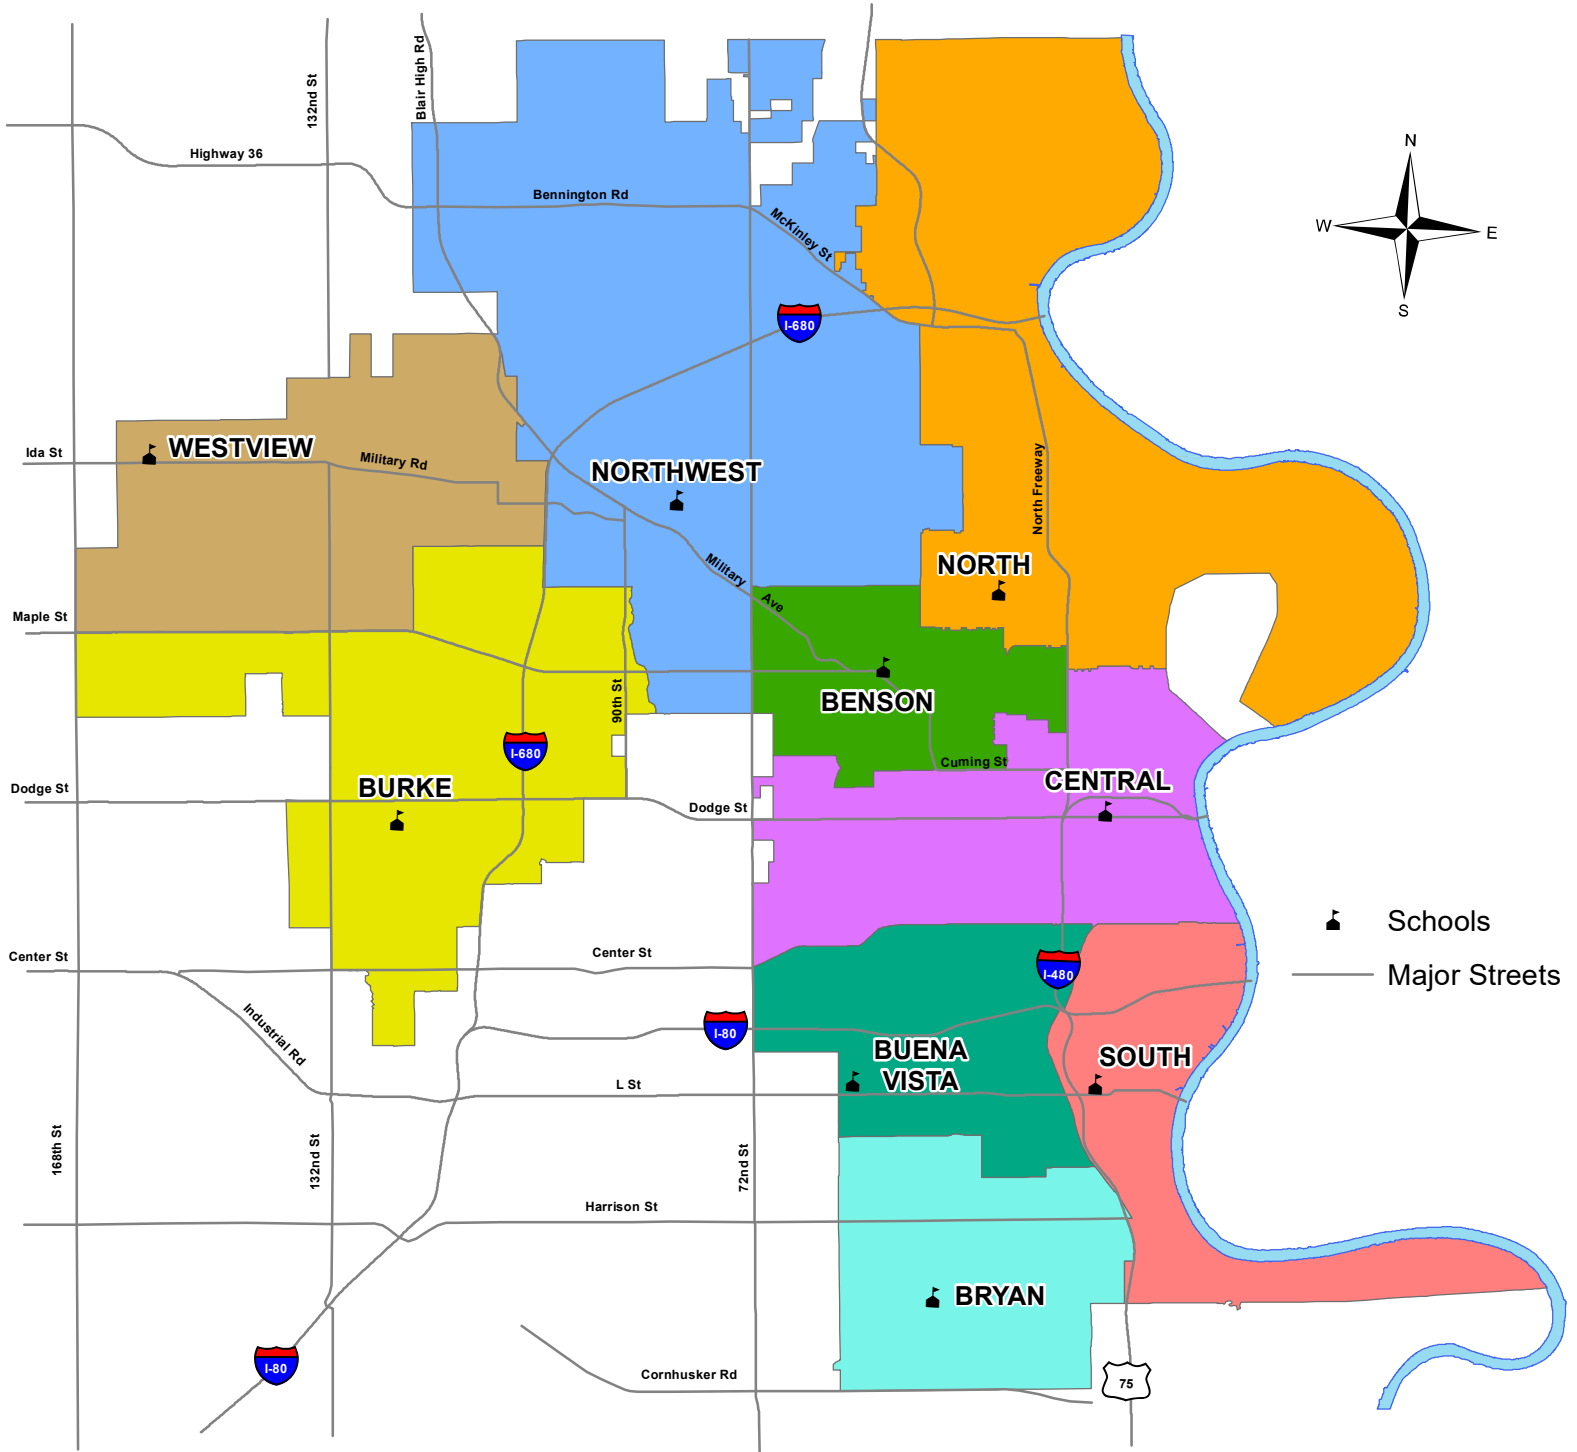 Blair High Rd
132nd St
N
Highway 36
Bennington Rd
McKinley St
W
E
S
I-680
WESTVIEW
Ida St
Military Rd
NORTHWEST
North Freeway
NORTH
Military
Ave
Maple St
90th St
BENSON
I-680
Cuming St
BURKE
CENTRAL
Dodge St
Dodge St
Schools
Center St
Center St
I-480
Major Streets
Industrial Rd
I-80
BUENA
VISTA
SOUTH
L St
168th St
132nd St
72nd St
Harrison St
BRYAN
I-80
Cornhusker Rd
75